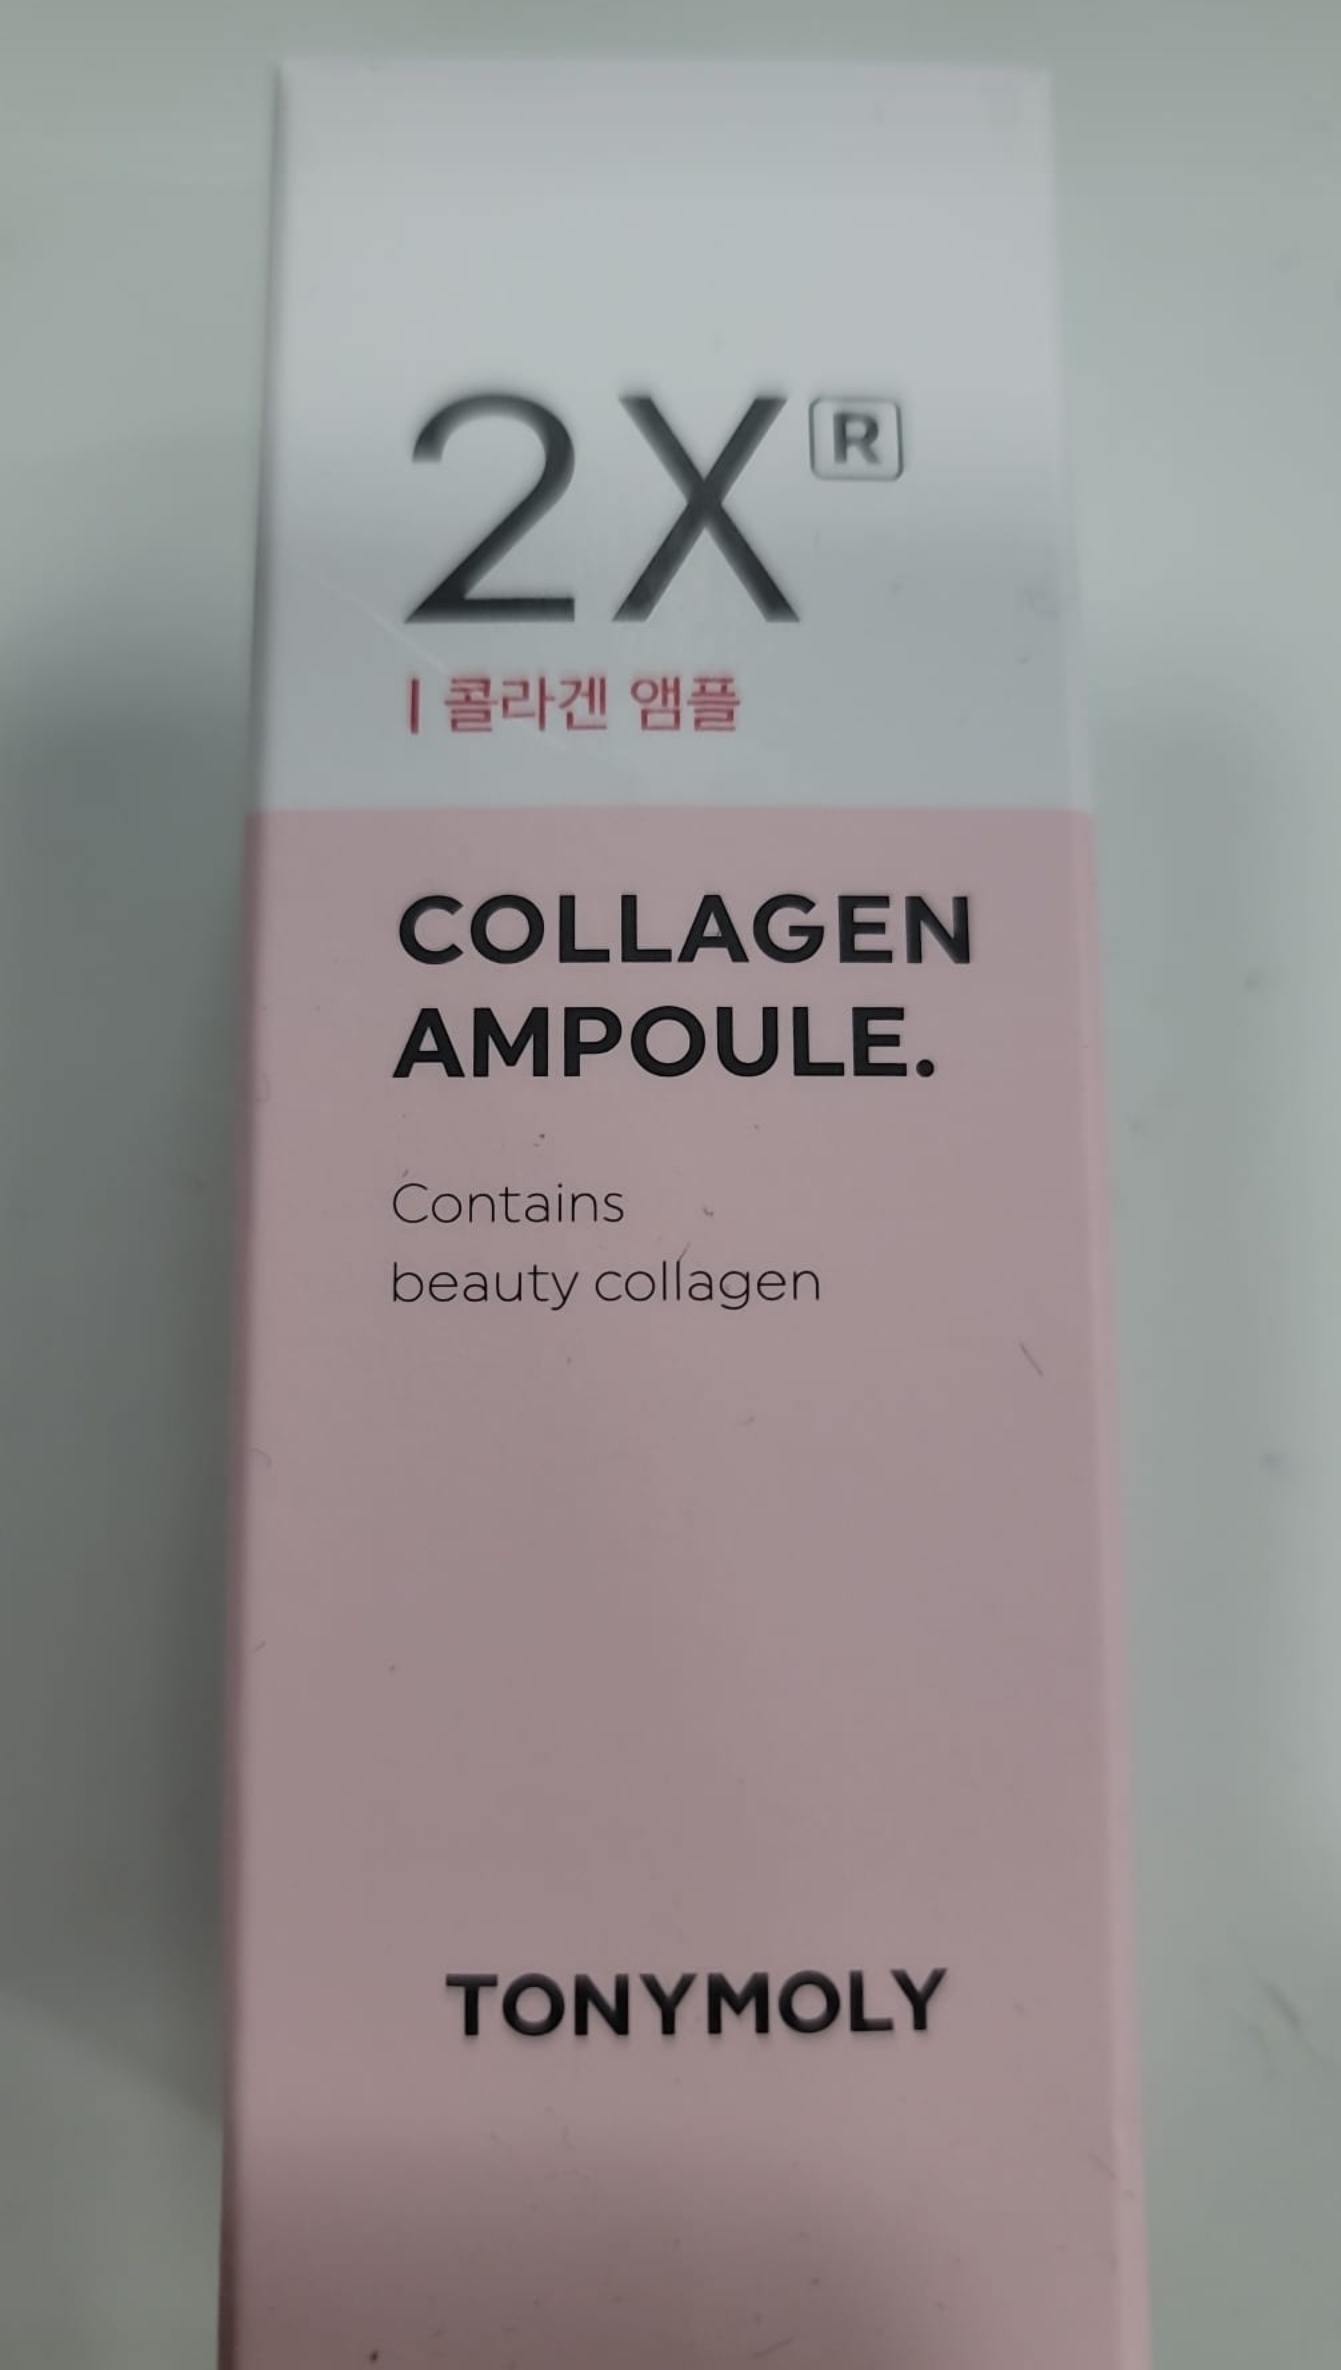 2X R
| 콜라겐 앰플
COLLAGEN
AMPOULE.
Contains
beauty collagen
TONYMOLY